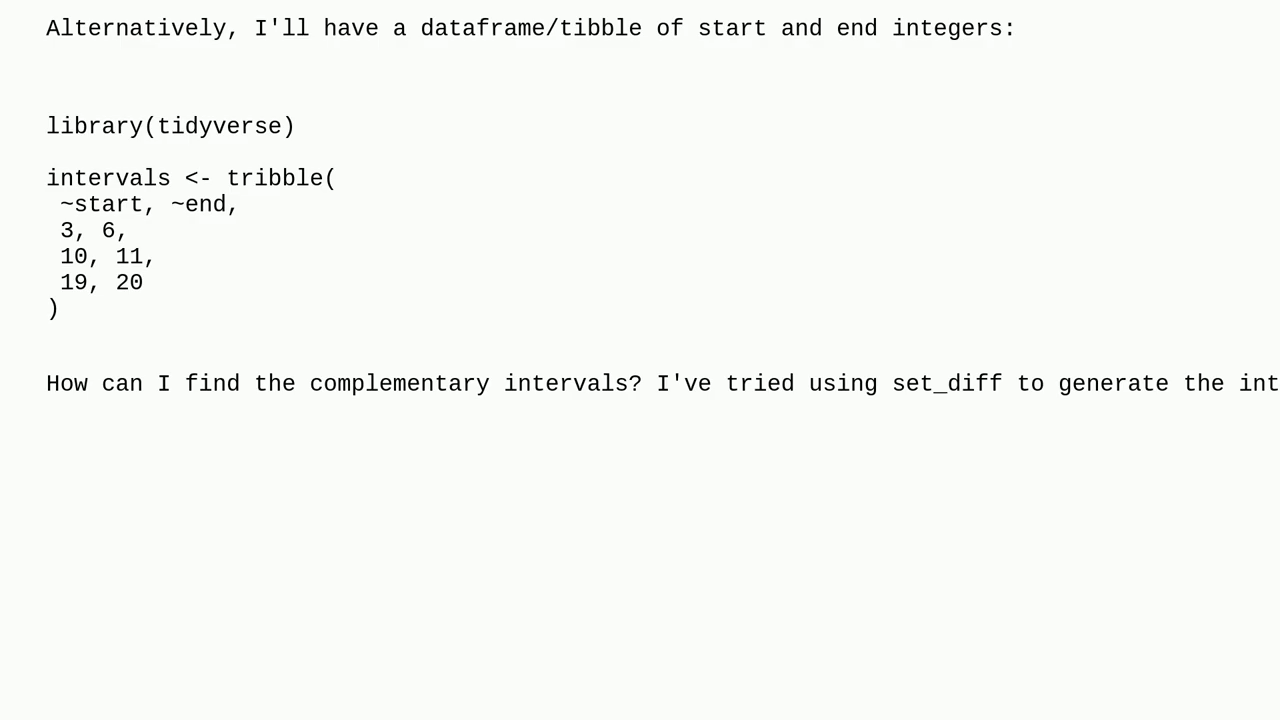 Alternatively, I'll have a dataframe/tibble of start and end integers:
library(tidyverse)
intervals <- tribble(
~start, ~end,
3, 6,
10, 11,
19, 20
)
How can I find the complementary intervals? I've tried using set_diff to generate the int